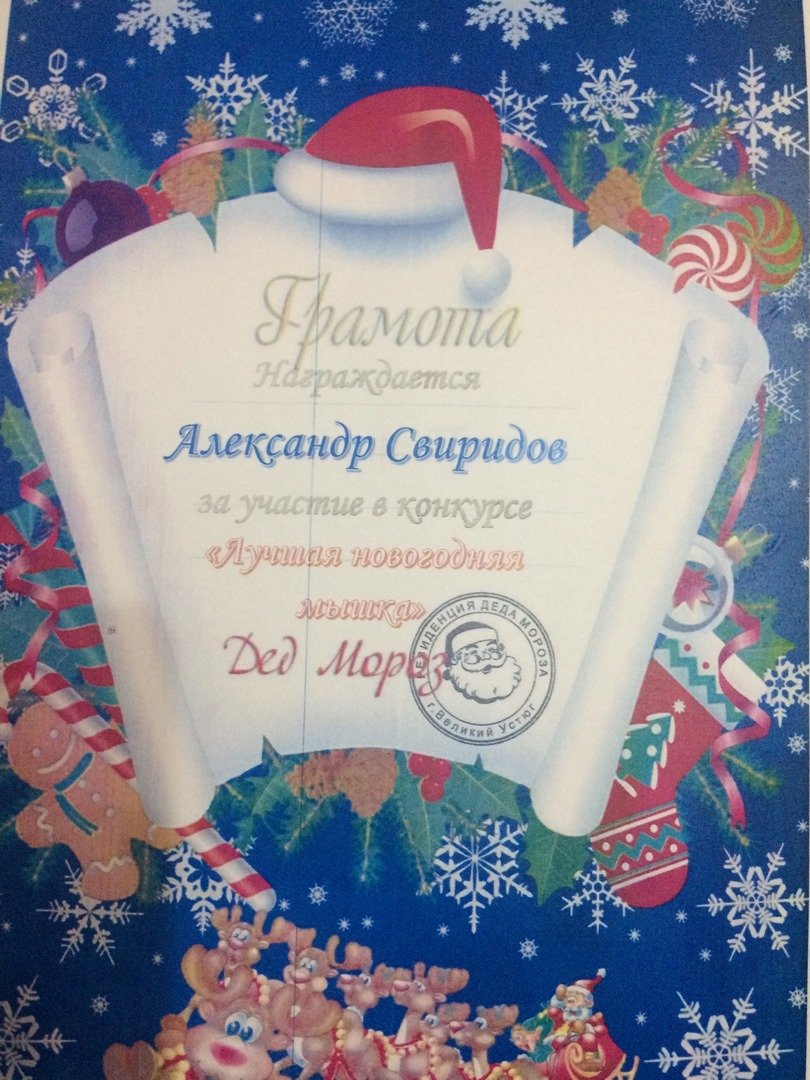 Грамота
Награждается
Александр Свиридов
за участие в конкурсе
«Лучшая новогодняя
мышка»
Дед Мороз
РЕЗИДЕНЦИЯ ДЕДА МОРОЗА
г. Великий Устюг